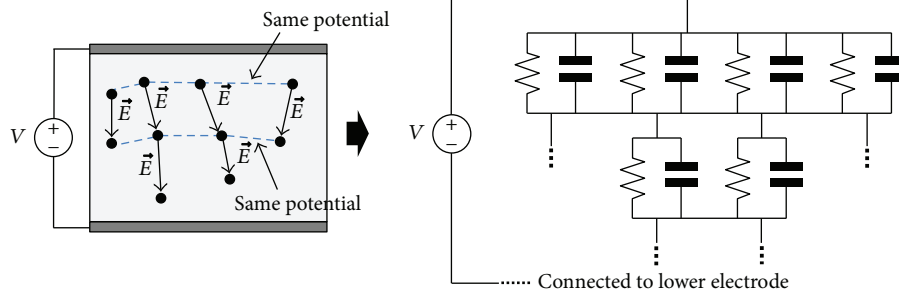 Same potential
E
E
E
E
V
+
−
E
E
Same potential
V
+
−
Connected to lower electrode